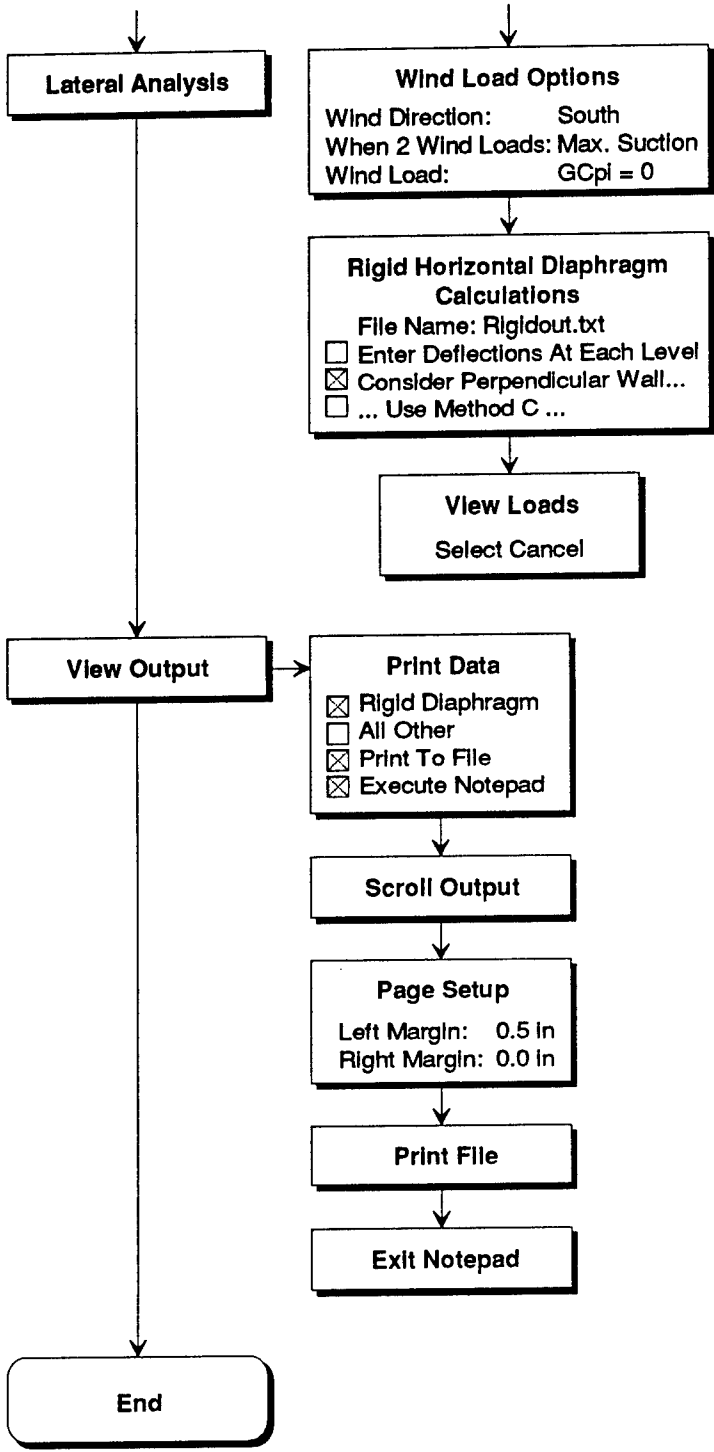 Lateral Analysis
Wind Load Options
Wind Direction: South
When 2 Wind Loads: Max. Suction
Wind Load: GCpi = 0
Rigid Horizontal Diaphragm
Calculations
File Name: Rigidout.txt
Enter Deflections At Each Level
Consider Perpendicular Wall...
... Use Method C ...
View Loads
Select Cancel
View Output
Print Data
Rigid Diaphragm
All Other
Print To File
Execute Notepad
Scroll Output
Page Setup
Left Margin: 0.5 in
Right Margin: 0.0 in
Print File
Exit Notepad
End